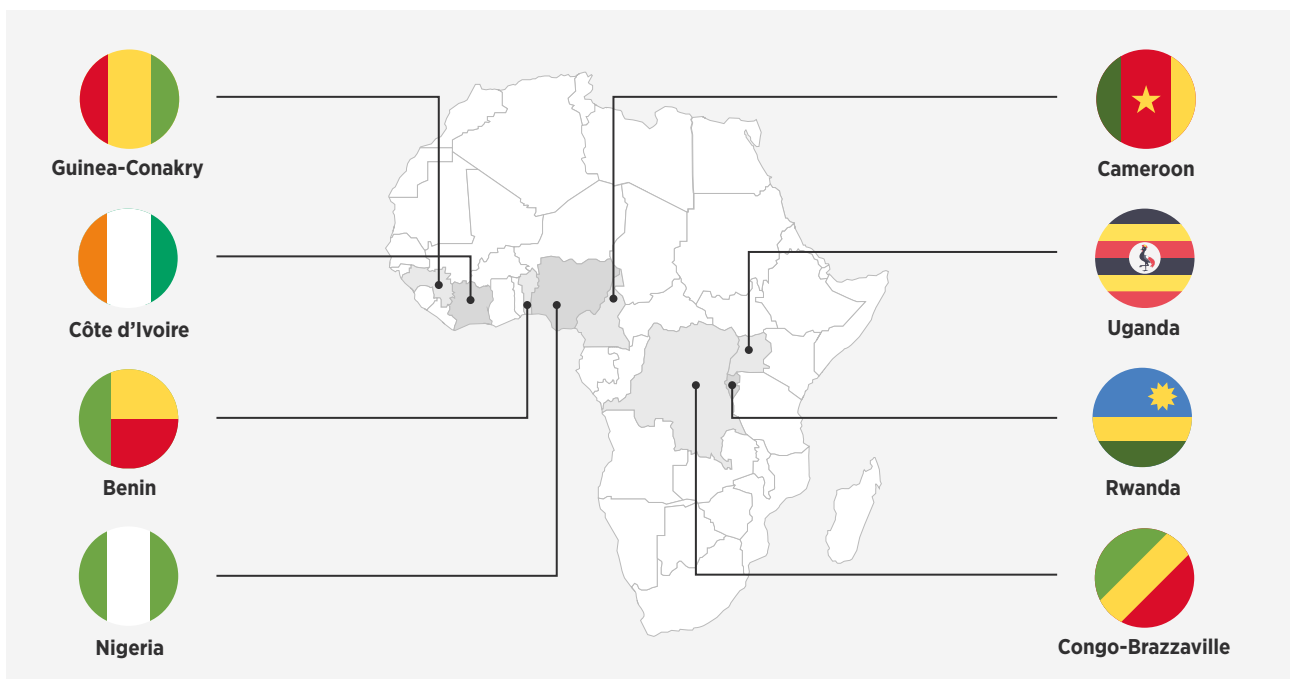 Guinea-Conakry
Côte d’Ivoire
Benin
Nigeria
Cameroon
Uganda
Rwanda
Congo-Brazzaville